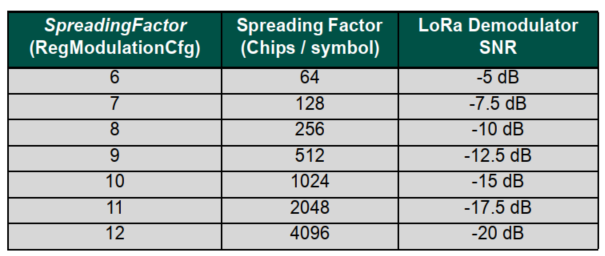 SpreadingFactor Spreading Factor LoRa Demodulator
(RegModulationCfg) (Chips / symbol) SNR
6 64 -5 dB
7 128 -7.5 dB
8 256 -10 dB
9 512 -12.5 dB
10 1024 -15 dB
11 2048 -17.5 dB
12 4096 -20 dB